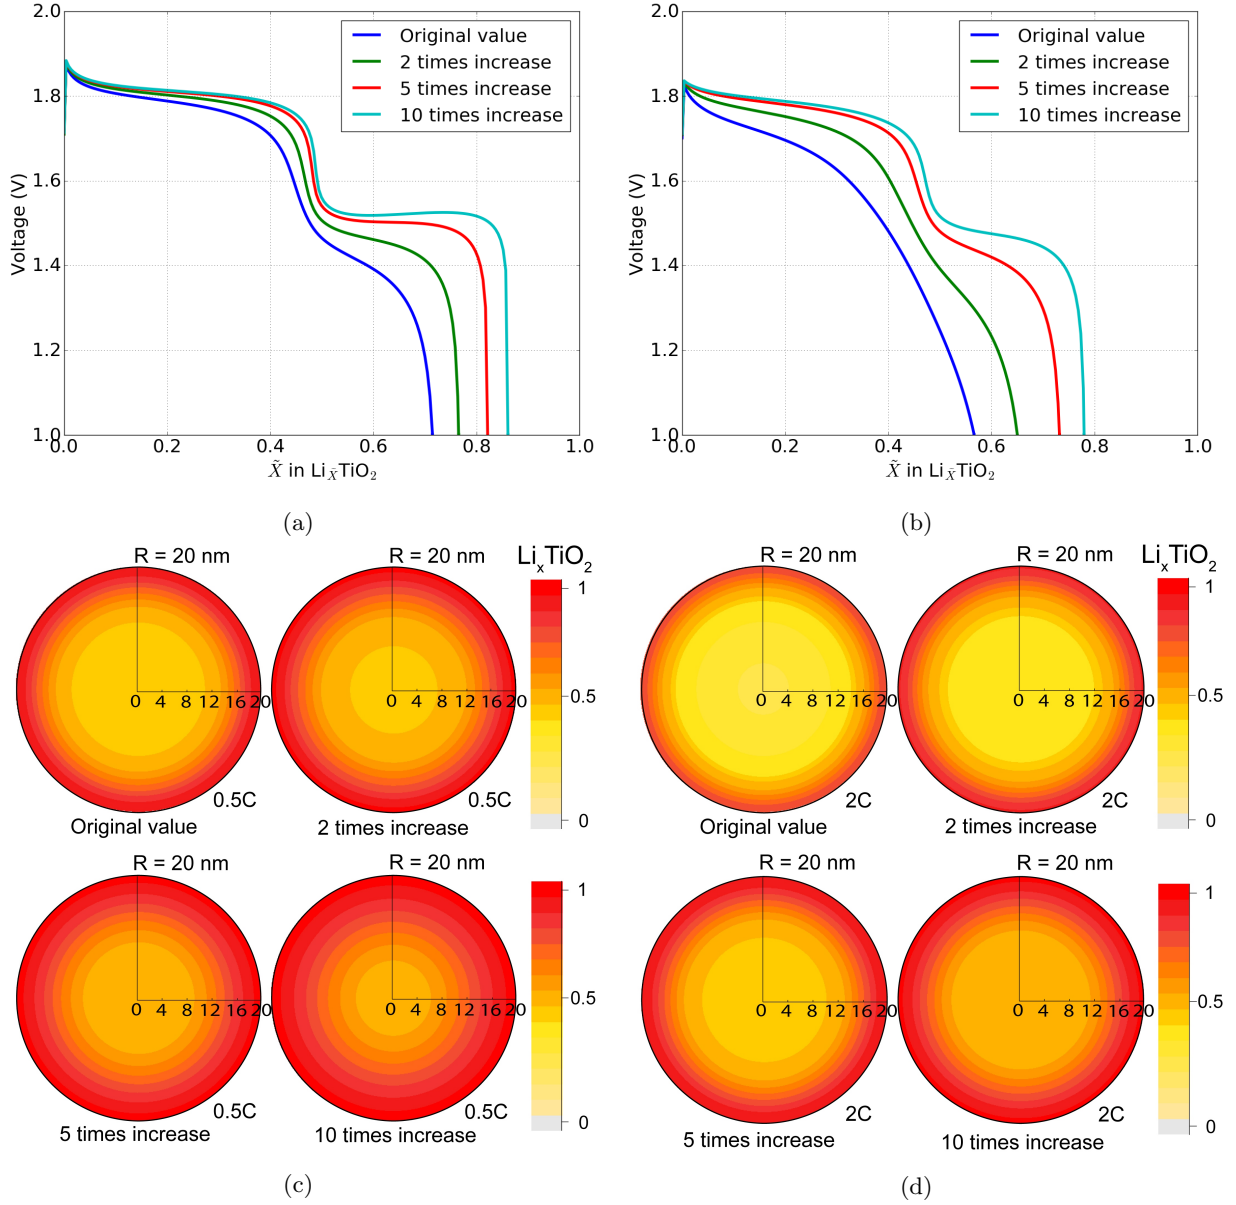 2.0
1.8
1.6
1.4
1.2
1.0
Voltage (V)
Original value
2 times increase
5 times increase
10 times increase
0.0 0.2 0.4 0.6 0.8 1.0
X̃ in Li_X̃TiO₂
(a)
2.0
1.8
1.6
1.4
1.2
1.0
Voltage (V)
Original value
2 times increase
5 times increase
10 times increase
0.0 0.2 0.4 0.6 0.8 1.0
X̃ in Li_X̃TiO₂
(b)
R = 20 nm
0 4 8 12 16 20
0.5C
Original value
R = 20 nm
0 4 8 12 16 20
0.5C
2 times increase
LiₓTiO₂
1
0.5
0
R = 20 nm
0 4 8 12 16 20
0.5C
5 times increase
R = 20 nm
0 4 8 12 16 20
0.5C
10 times increase
1
0.5
0
(c)
R = 20 nm
0 4 8 12 16 20
2C
Original value
R = 20 nm
0 4 8 12 16 20
2C
2 times increase
LiₓTiO₂
1
0.5
0
R = 20 nm
0 4 8 12 16 20
2C
5 times increase
R = 20 nm
0 4 8 12 16 20
2C
10 times increase
1
0.5
0
(d)